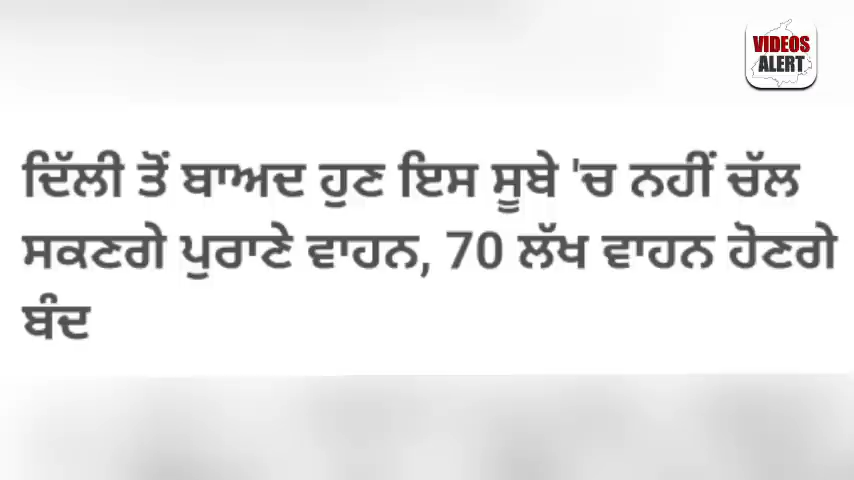 VIDEOS
ALERT
ਦਿੱਲੀ ਤੋਂ ਬਾਅਦ ਹੁਣ ਇਸ ਸੂਬੇ 'ਚ ਨਹੀਂ ਚੱਲ
ਸਕਣਗੇ ਪੁਰਾਣੇ ਵਾਹਨ, 70 ਲੱਖ ਵਾਹਨ ਹੋਣਗੇ
ਬੰਦ